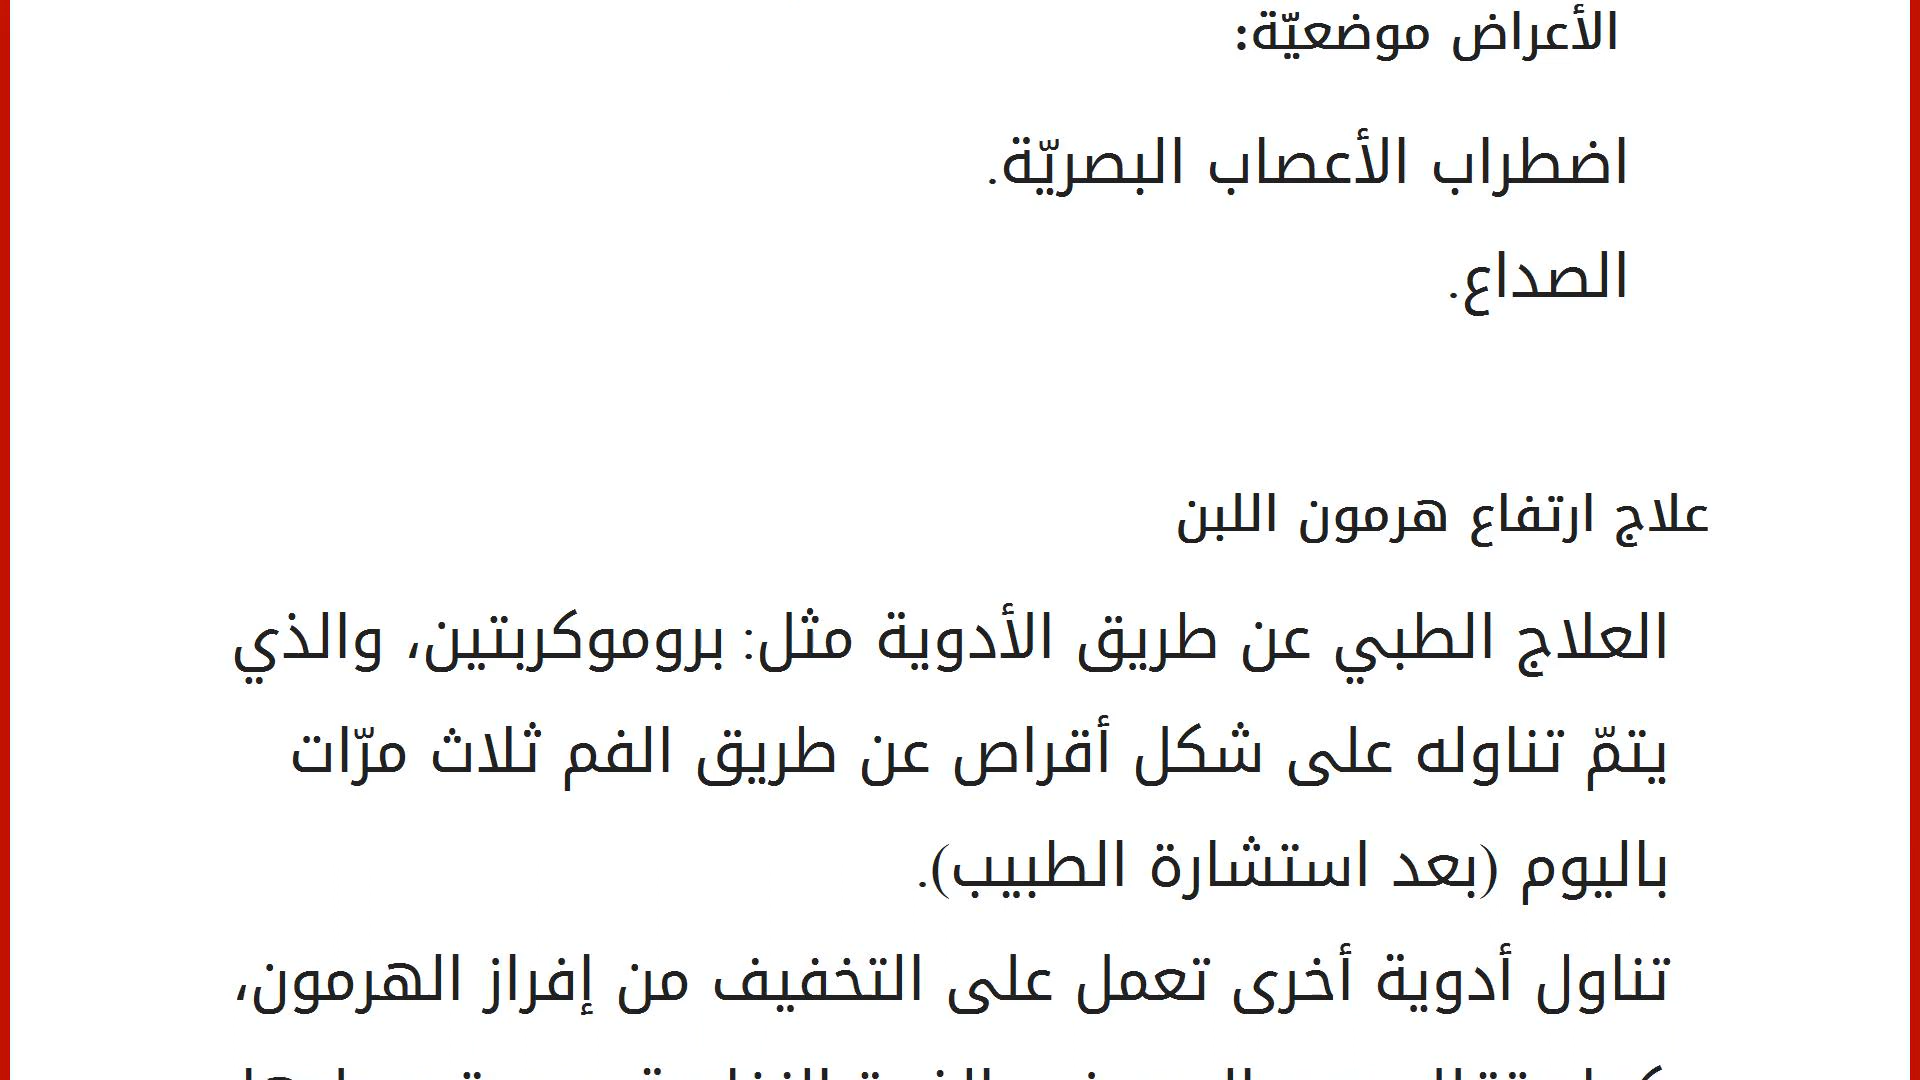 الأعراض موضعيّة:
اضطراب الأعصاب البصريّة.
الصداع.
علاج ارتفاع هرمون اللبن
العلاج الطبي عن طريق الأدوية مثل: بروموكربتين، والذي
يتمّ تناوله على شكل أقراص عن طريق الفم ثلاث مرّات
باليوم (بعد استشارة الطبيب).
تناول أدوية أخرى تعمل على التخفيف من إفراز الهرمون،